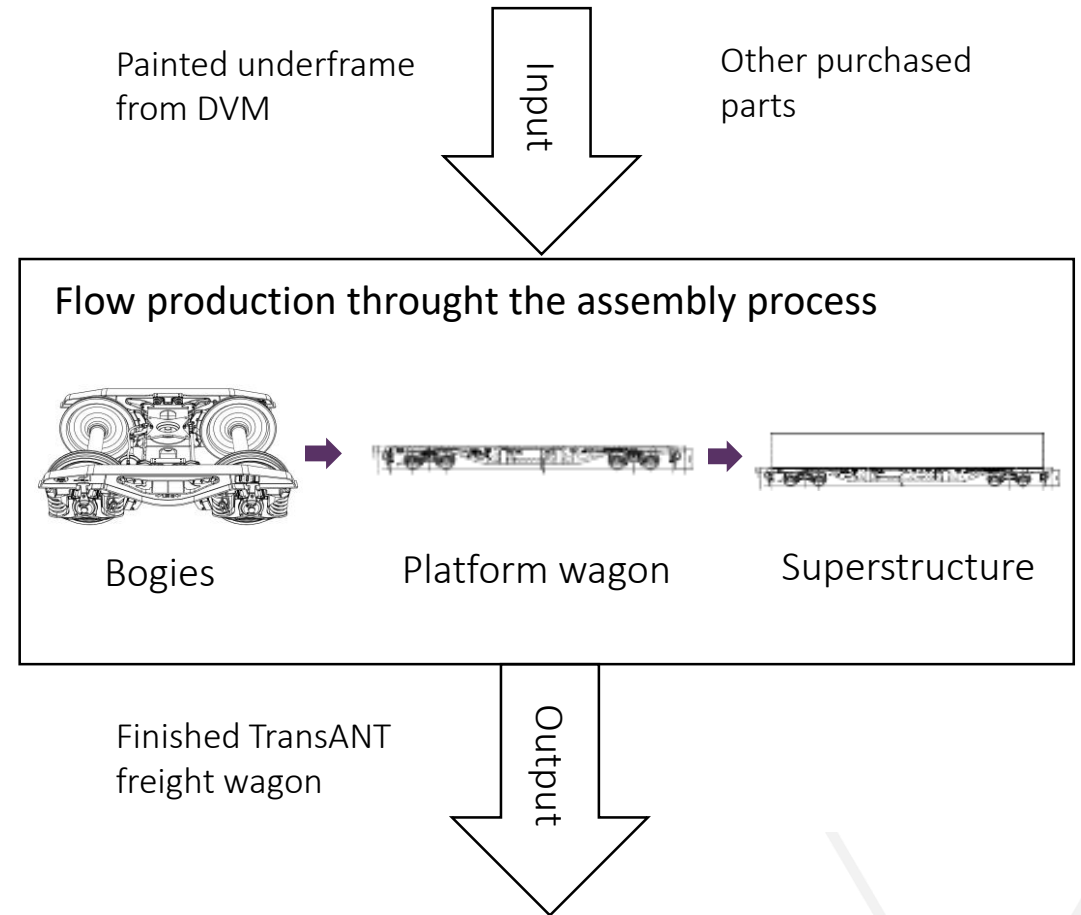 Painted underframe
from DVM
Input
Other purchased
parts
Flow production throught the assembly process
Bogies
Platform wagon
Superstructure
Finished TransANT
freight wagon
Output